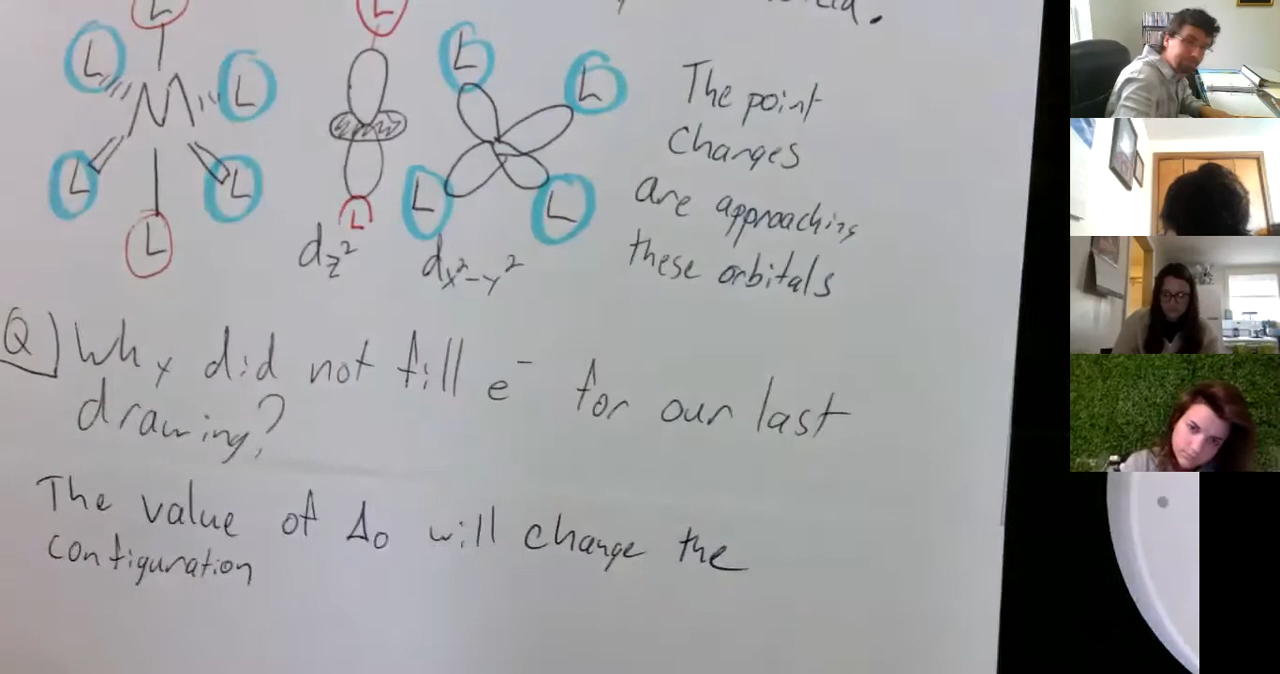 L
L
L
L
L
M
L
L
L
L
L
L
L
L
dz²
dx²-y²
The point
Changes
are approaching
these orbitals
Q) Why did not fill e⁻ for our last
drawing?
The value of Δo will change the
configuration